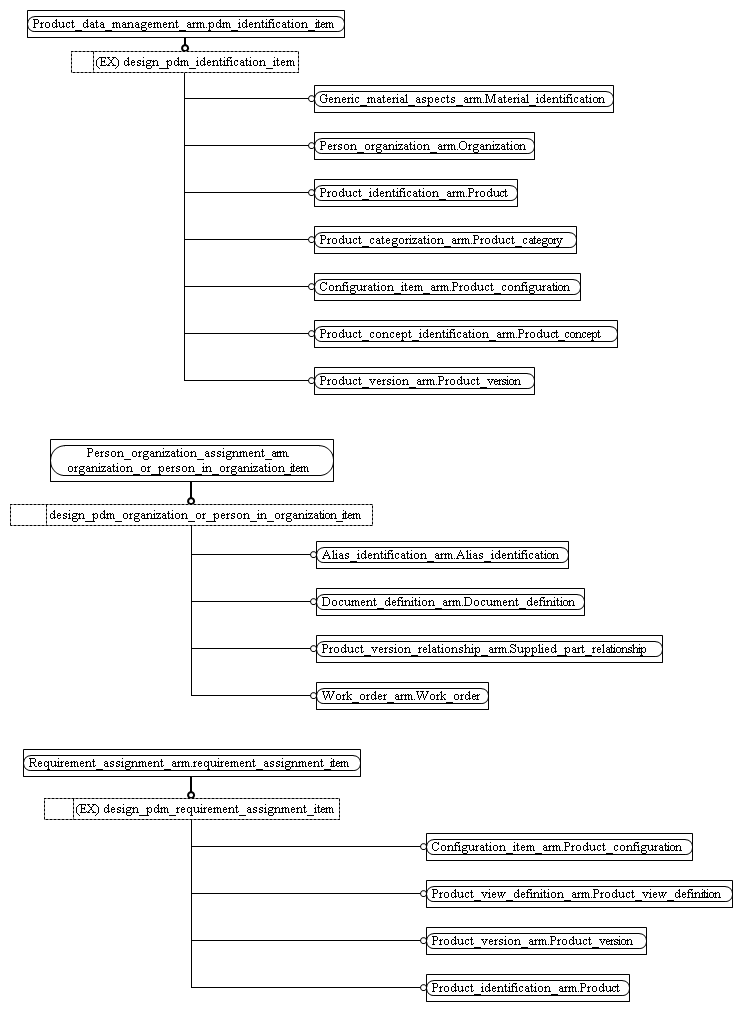 Product_data_management_arm.pdm_identification_item
(EX) design_pdm_identification_item
Generic_material_aspects_arm.Material_identification
Person_organization_arm.Organization
Product_identification_arm.Product
Product_categorization_arm.Product_category
Configuration_item_arm.Product_configuration
Product_concept_identification_arm.Product_concept
Product_version_arm.Product_version
Person_organization_assignment_arm.
organization_or_person_in_organization_item
design_pdm_organization_or_person_in_organization_item
Alias_identification_arm.Alias_identification
Document_definition_arm.Document_definition
Product_version_relationship_arm.Supplied_part_relationship
Work_order_arm.Work_order
Requirement_assignment_arm.requirement_assignment_item
(EX) design_pdm_requirement_assignment_item
Configuration_item_arm.Product_configuration
Product_view_definition_arm.Product_view_definition
Product_version_arm.Product_version
Product_identification_arm.Product